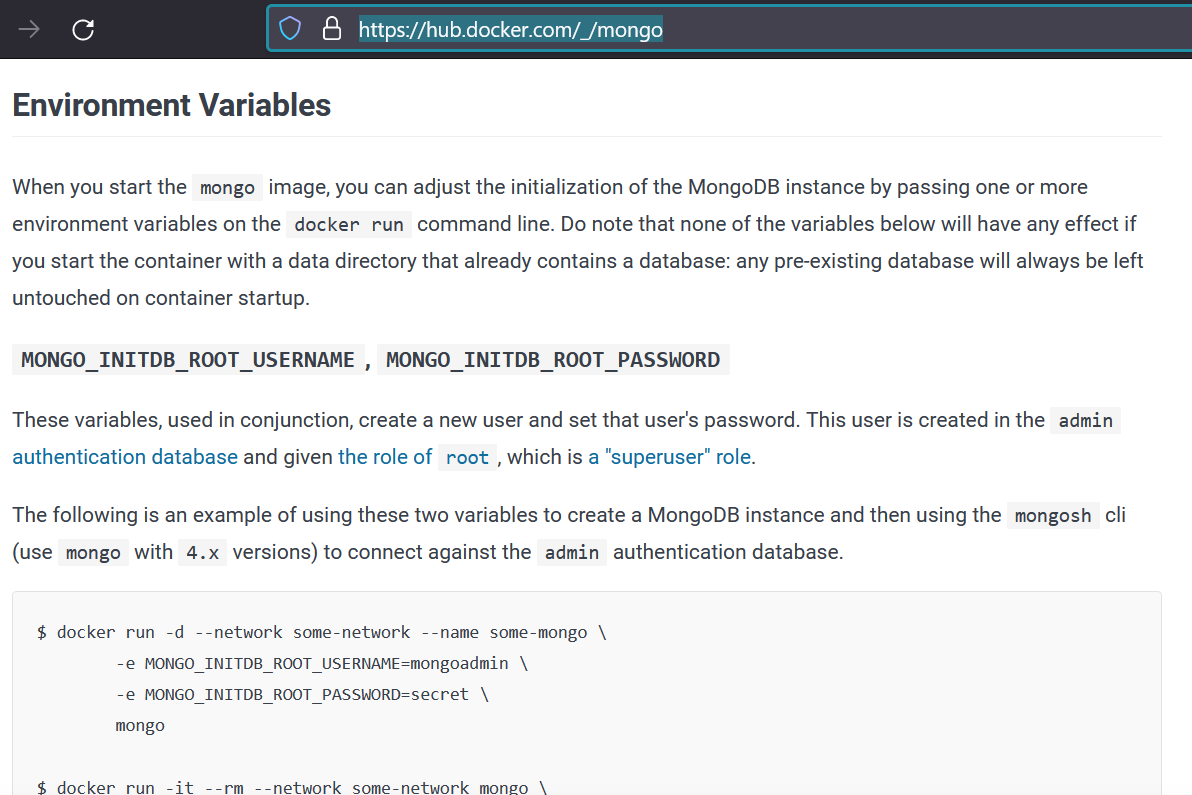 https://hub.docker.com/_/mongo
Environment Variables
When you start the mongo image, you can adjust the initialization of the MongoDB instance by passing one or more
environment variables on the docker run command line. Do note that none of the variables below will have any effect if
you start the container with a data directory that already contains a database: any pre-existing database will always be left
untouched on container startup.
MONGO_INITDB_ROOT_USERNAME , MONGO_INITDB_ROOT_PASSWORD
These variables, used in conjunction, create a new user and set that user's password. This user is created in the admin
authentication database and given the role of root , which is a "superuser" role.
The following is an example of using these two variables to create a MongoDB instance and then using the mongosh cli
(use mongo with 4.x versions) to connect against the admin authentication database.
$ docker run -d --network some-network --name some-mongo \
-e MONGO_INITDB_ROOT_USERNAME=mongoadmin \
-e MONGO_INITDB_ROOT_PASSWORD=secret \
mongo
$ docker run -it --rm --network some-network mongo \